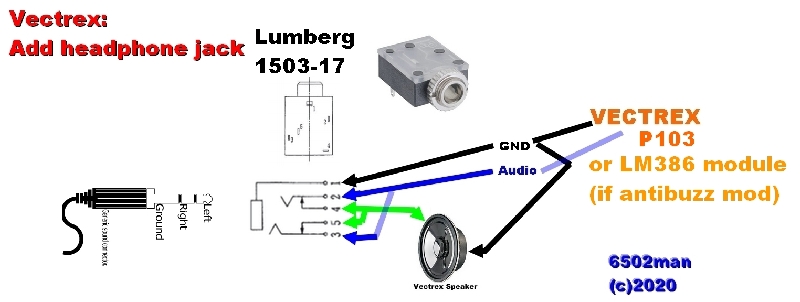 Vectrex:
Add headphone jack
Lumberg
1503-17
VECTREX
P103
or LM386 module
(if antibuzz mod)
GND
Audio
1
2
4
5
3
Ground
Right
Left
Vectrex Speaker
6502man
(c)2020